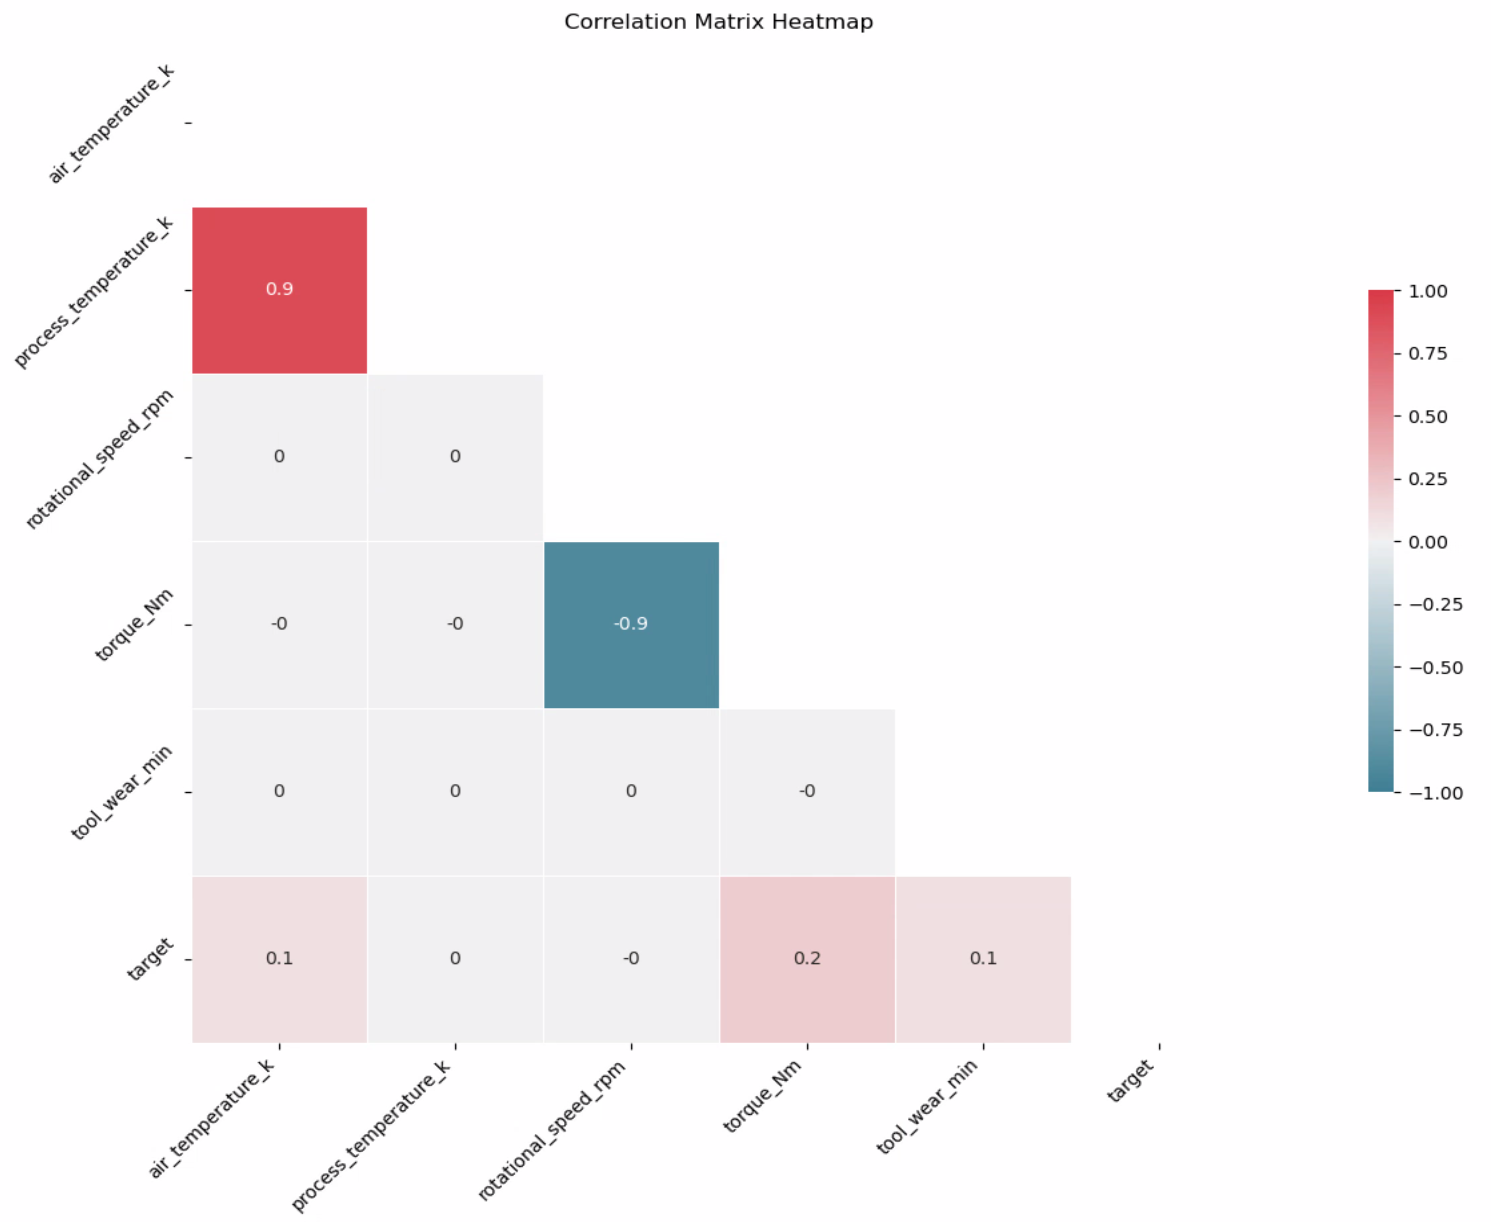 Correlation Matrix Heatmap
air_temperature_k
process_temperature_k
0.9
rotational_speed_rpm
0 0
torque_Nm
-0 -0 -0.9
tool_wear_min
0 0 0 -0
target
0.1 0 -0 0.2 0.1
air_temperature_k
process_temperature_k
rotational_speed_rpm
torque_Nm
tool_wear_min
target
1.00
0.75
0.50
0.25
0.00
−0.25
−0.50
−0.75
−1.00